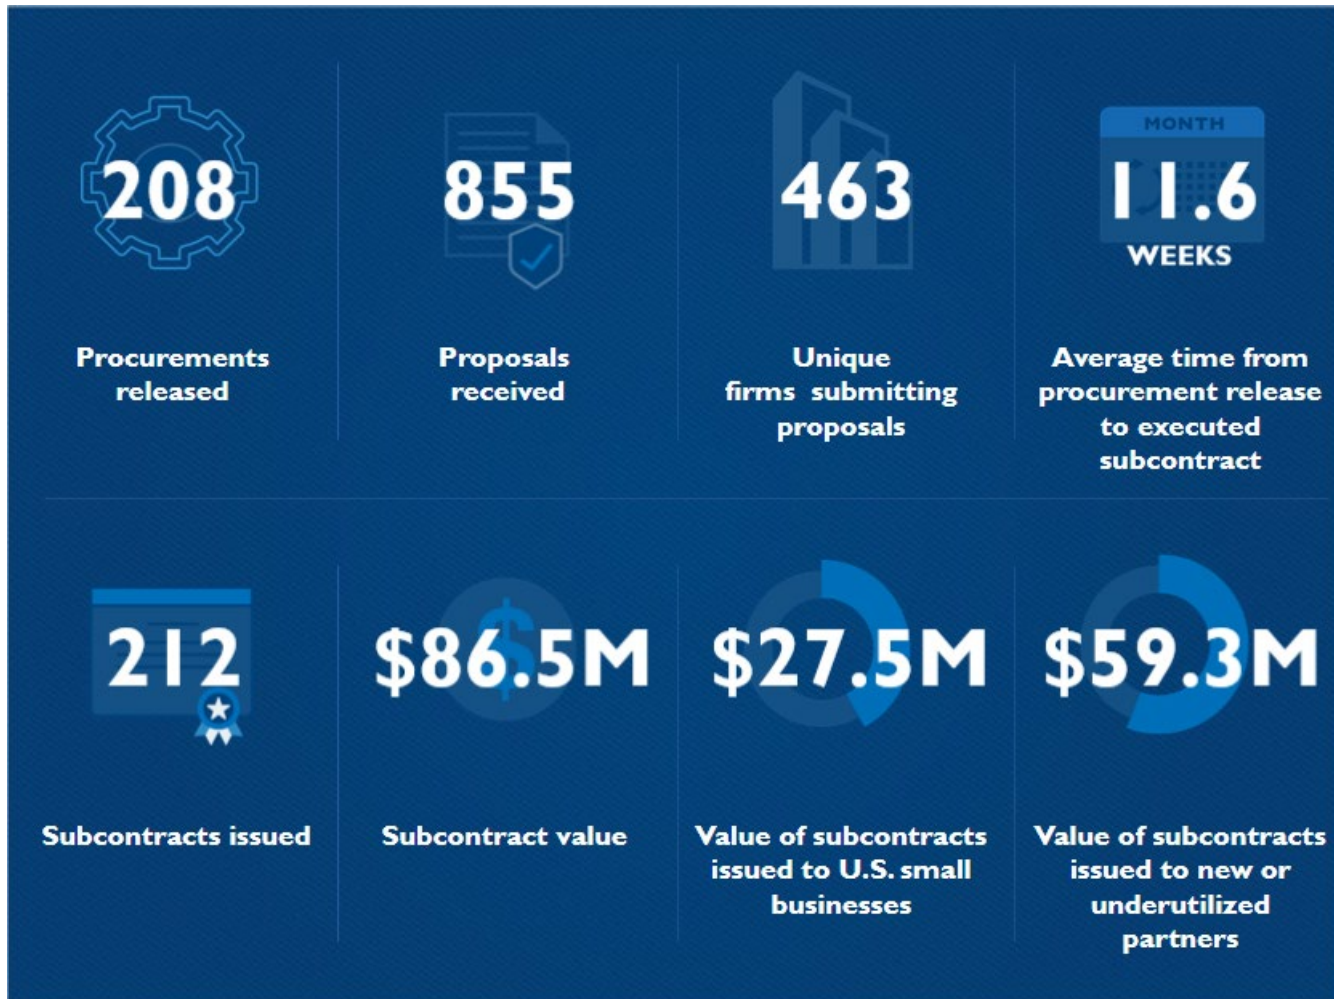 208
Procurements
released
855
Proposals
received
463
Unique
firms submitting
proposals
MONTH
11.6
WEEKS
Average time from
procurement release
to executed
subcontract
212
Subcontracts issued
$86.5M
Subcontract value
$27.5M
Value of subcontracts
issued to U.S. small
businesses
$59.3M
Value of subcontracts
issued to new or
underutilized
partners